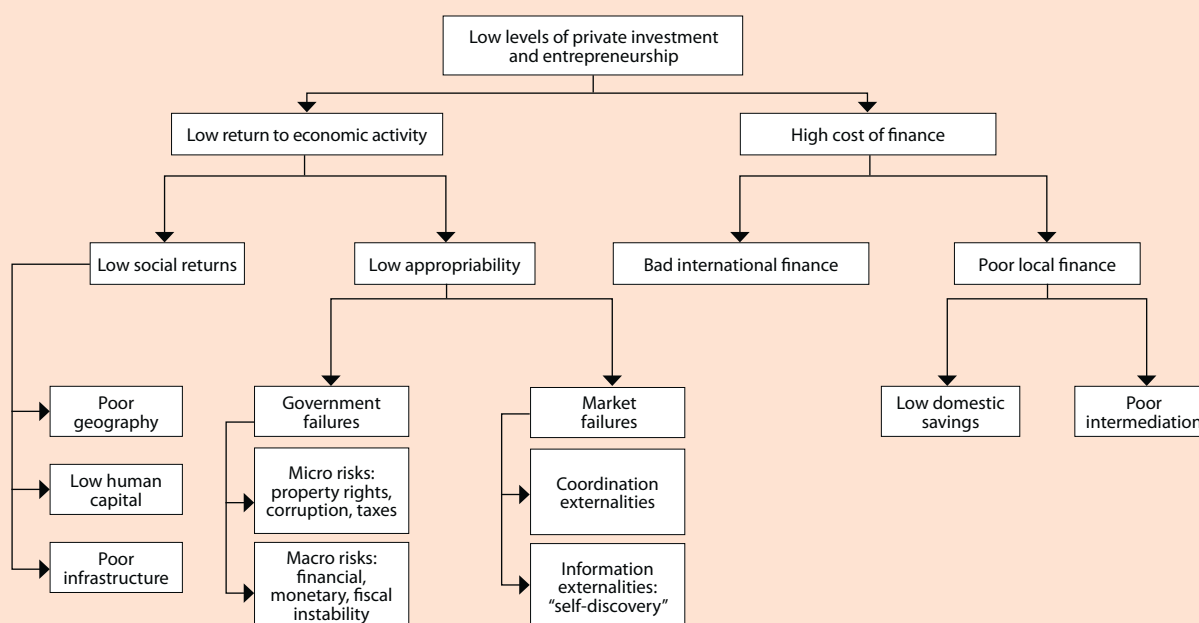 Low levels of private investment
and entrepreneurship
Low return to economic activity
High cost of finance
Low social returns
Low appropriability
Bad international finance
Poor local finance
Poor
geography
Low human
capital
Poor
infrastructure
Government
failures
Micro risks:
property rights,
corruption, taxes
Macro risks:
financial,
monetary, fiscal
instability
Market
failures
Coordination
externalities
Information
externalities:
“self-discovery”
Low domestic
savings
Poor
intermediation